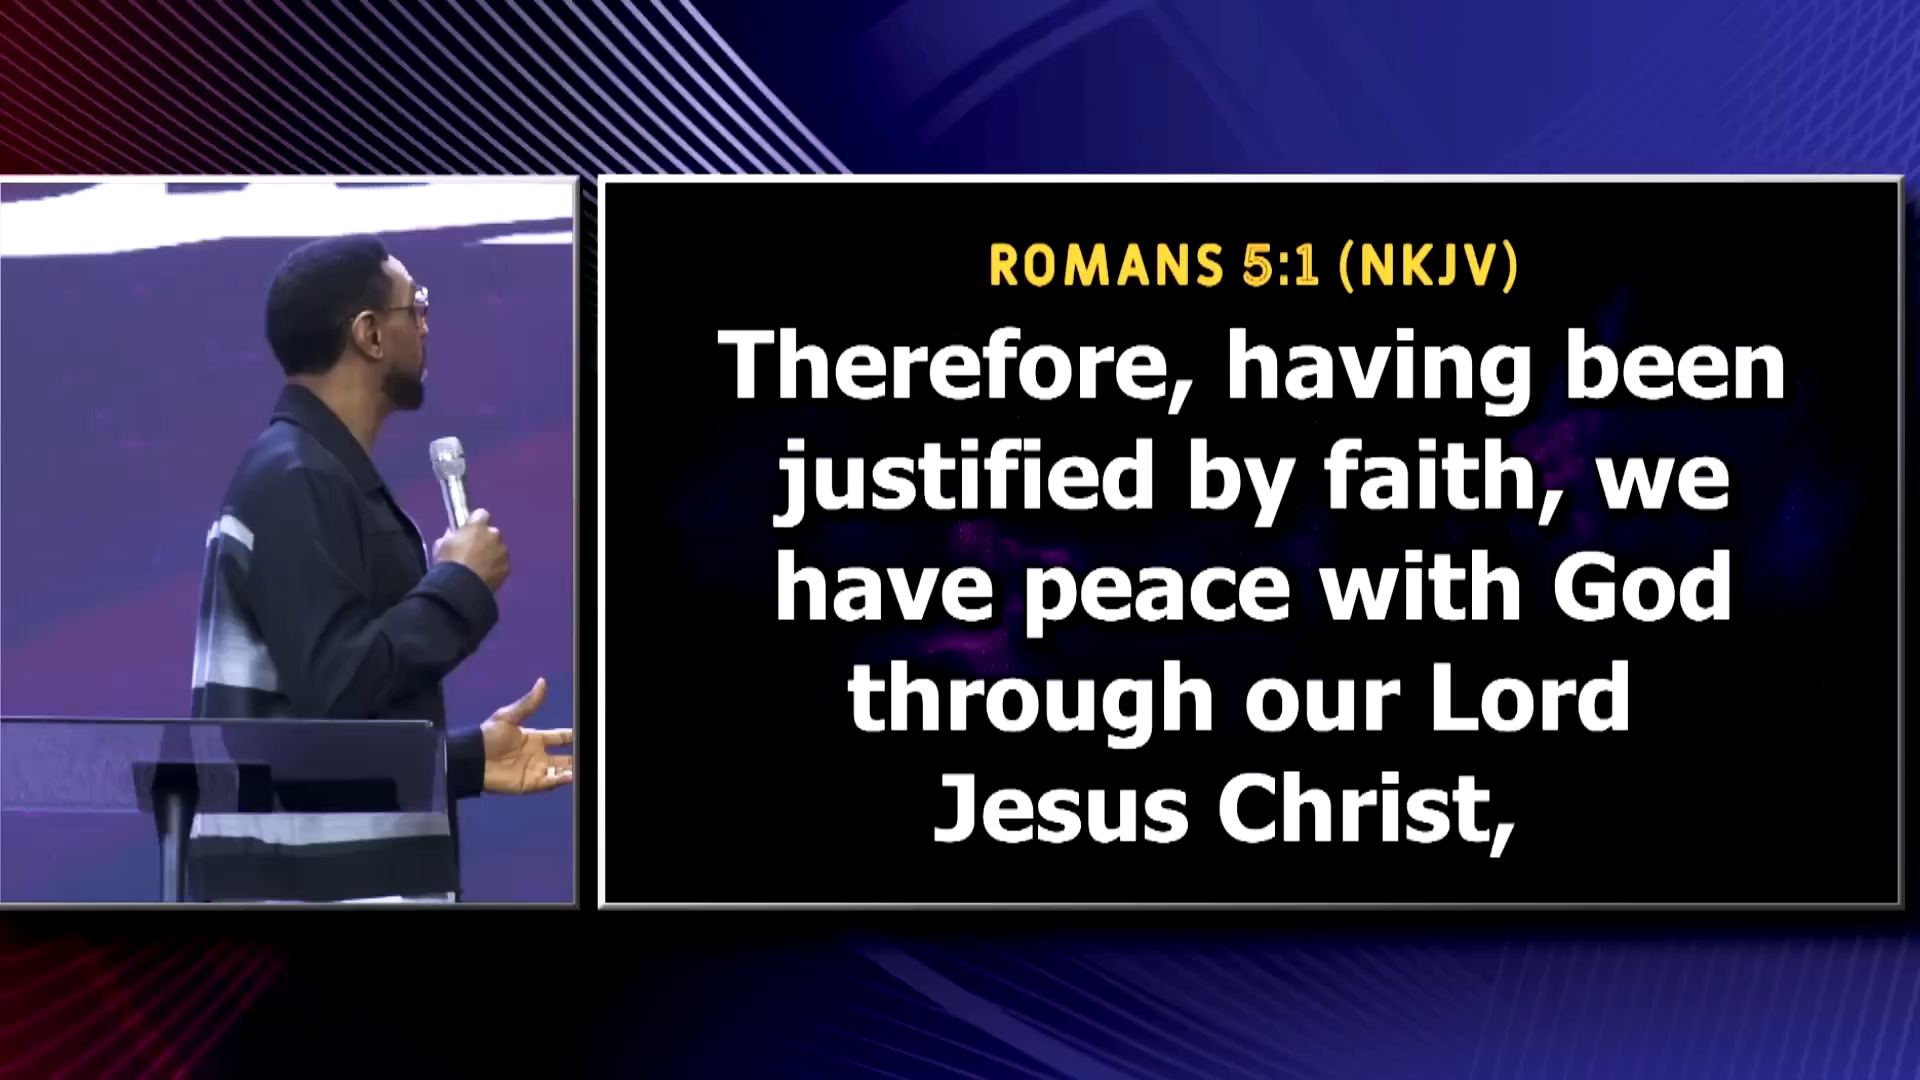 ROMANS 5:1 (NKJV)
Therefore, having been
justified by faith, we
have peace with God
through our Lord
Jesus Christ,